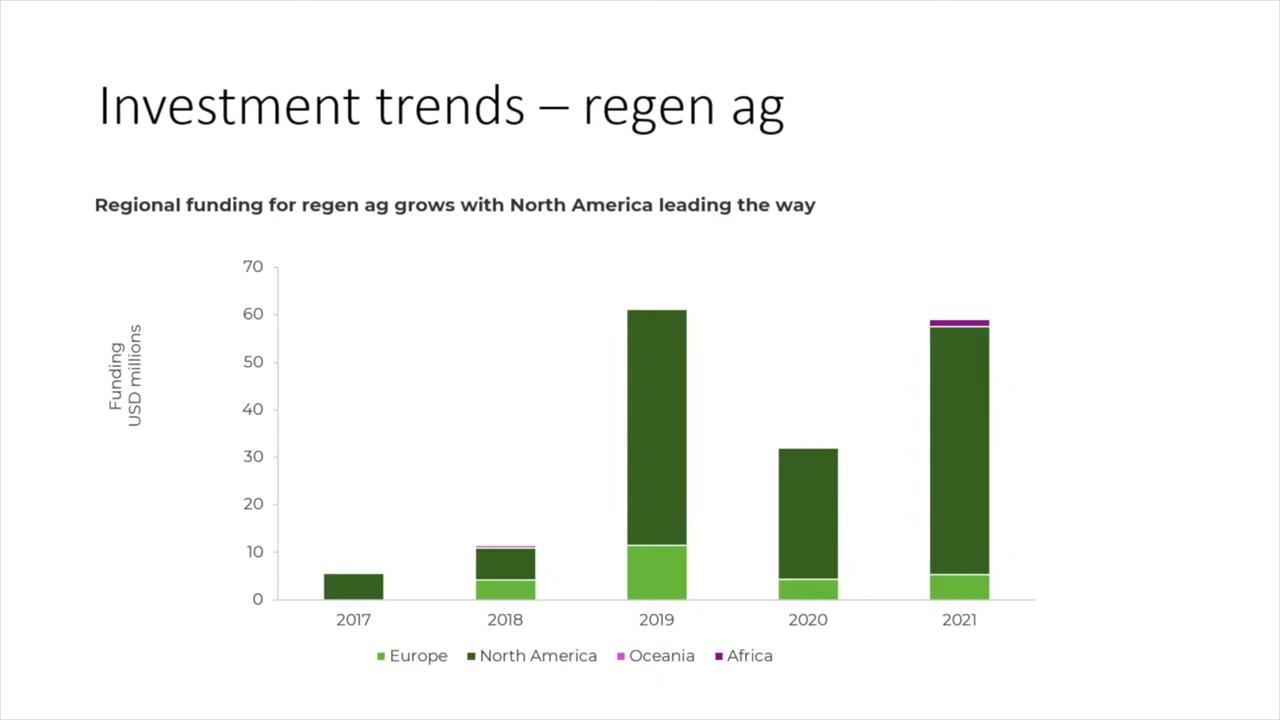 Investment trends – regen ag
Regional funding for regen ag grows with North America leading the way
Funding
USD millions
70
60
50
40
30
20
10
0
2017 2018 2019 2020 2021
Europe North America Oceania Africa